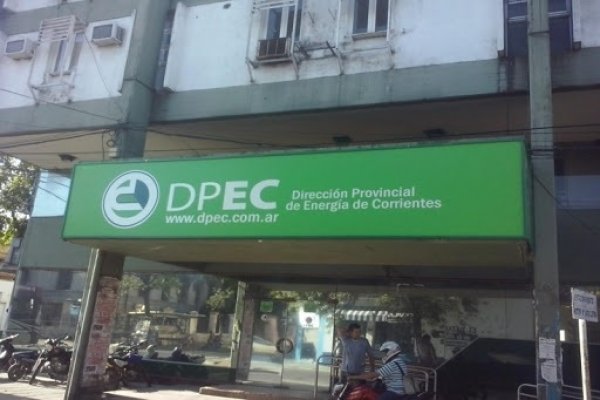 DPEC
www.dpec.com.ar
Dirección Provincial
de Energía de Corrientes